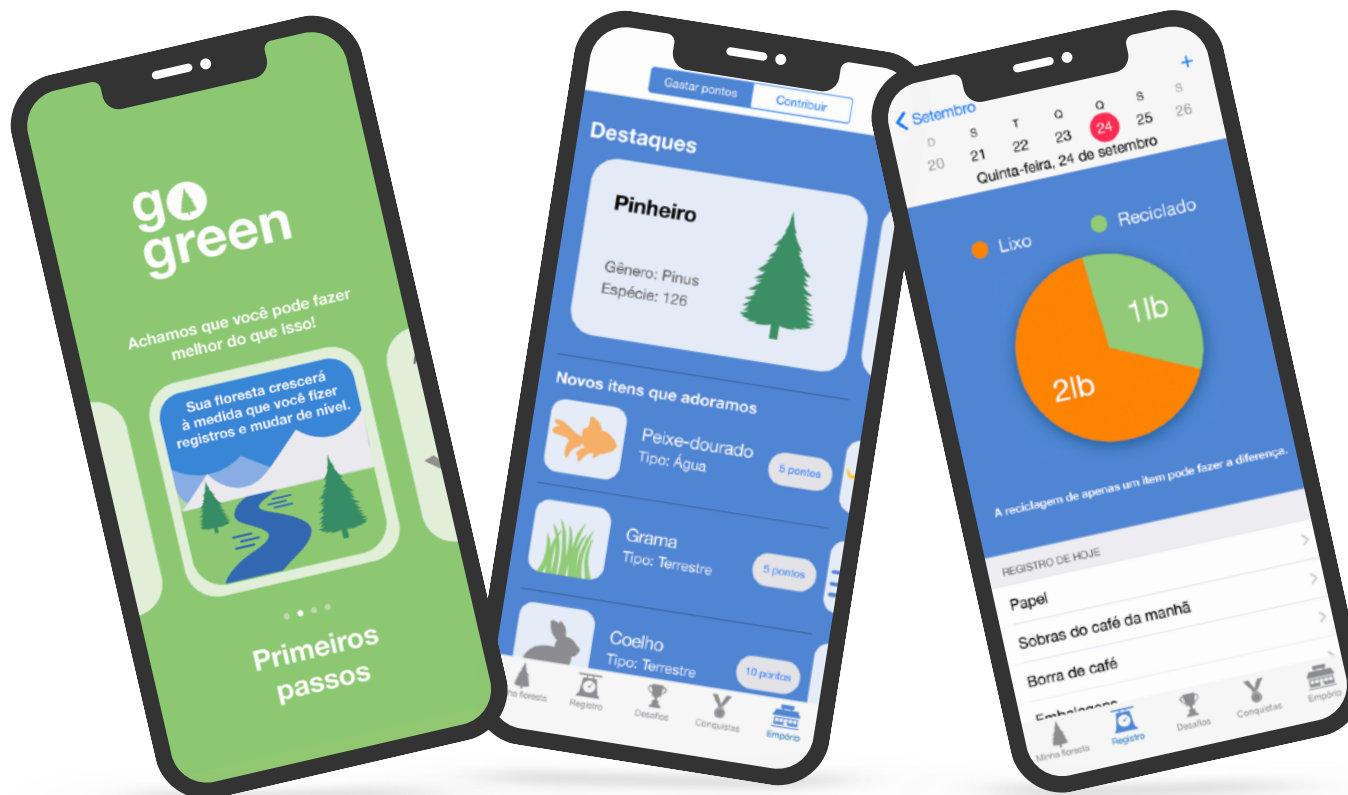 go
green
Achamos que você pode fazer
melhor do que isso!
Sua floresta crescerá
à medida que você fizer
registros e mudar de nível.
Primeiros
passos
Gastar pontos
Contribuir
Destaques
Pinheiro
Gênero: Pinus
Espécie: 126
Novos itens que adoramos
Peixe-dourado
Tipo: Água
5 pontos
Grama
Tipo: Terrestre
5 pontos
Coelho
Tipo: Terrestre
10 pontos
floresta
Registro
Desafios
Conquistas
Empório
+
Setembro
D S T Q Q S S
20 21 22 23 24 25 26
Quinta-feira, 24 de setembro
Lixo
Reciclado
1lb
2lb
A reciclagem de apenas um item pode fazer a diferença.
REGISTRO DE HOJE
Papel
Sobras do café da manhã
Borra de café
Embalagens
Minha floresta
Registro
Desafios
Conquistas
Empório